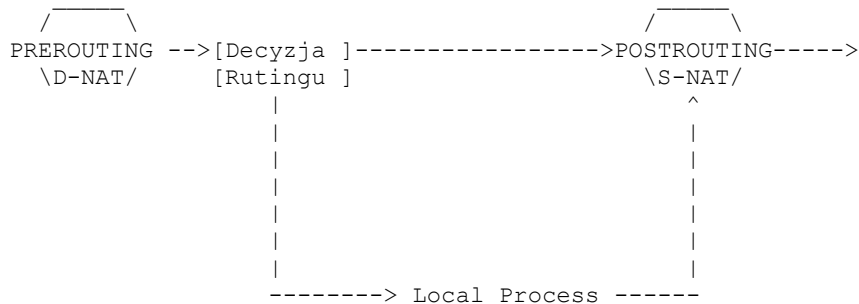 PREROUTING -->[Decyzja ]----------------->POSTROUTING----->
\D-NAT/ [Rutingu ] \S-NAT/
--------> Local Process ------